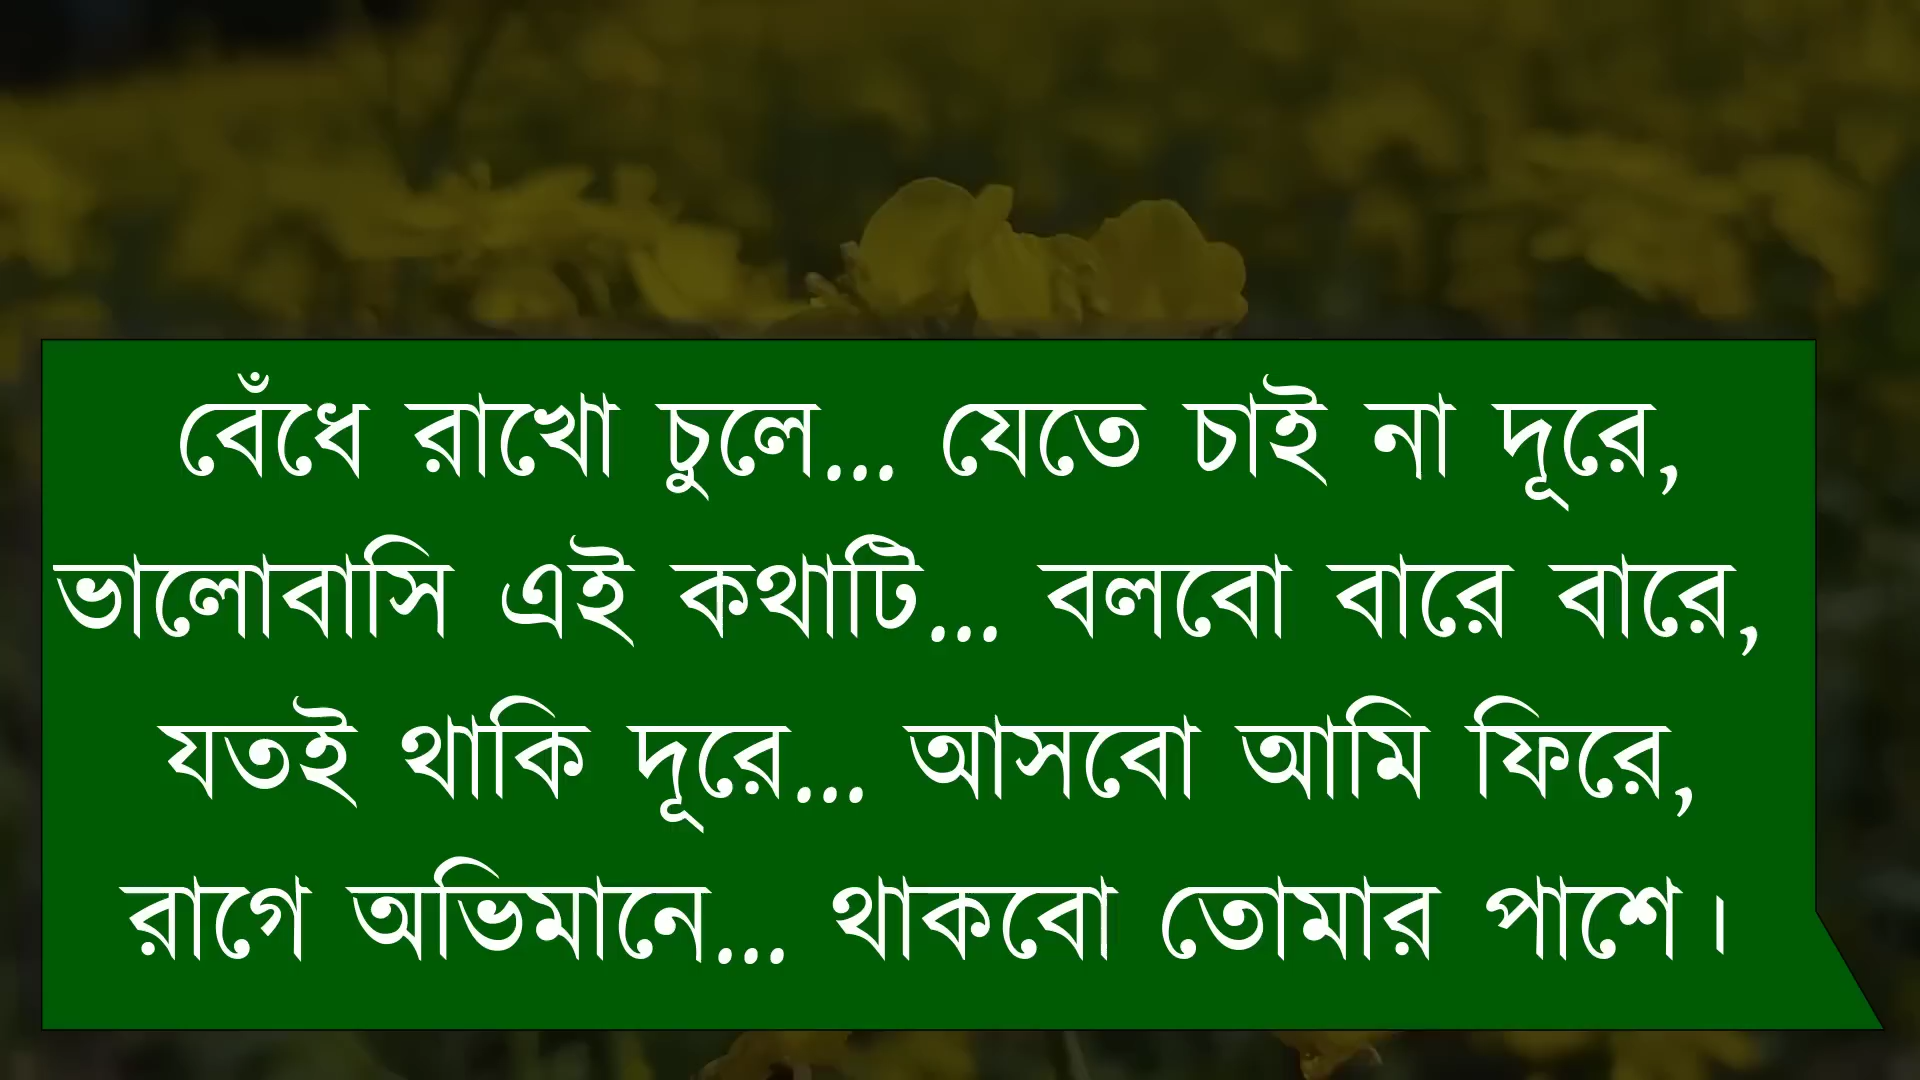 বেঁধে রাখো চুলে... যেতে চাই না দূরে,
ভালোবাসি এই কথাটি... বলবো বারে বারে,
যতই থাকি দূরে... আসবো আমি ফিরে,
রাগে অভিমানে... থাকবো তোমার পাশে।